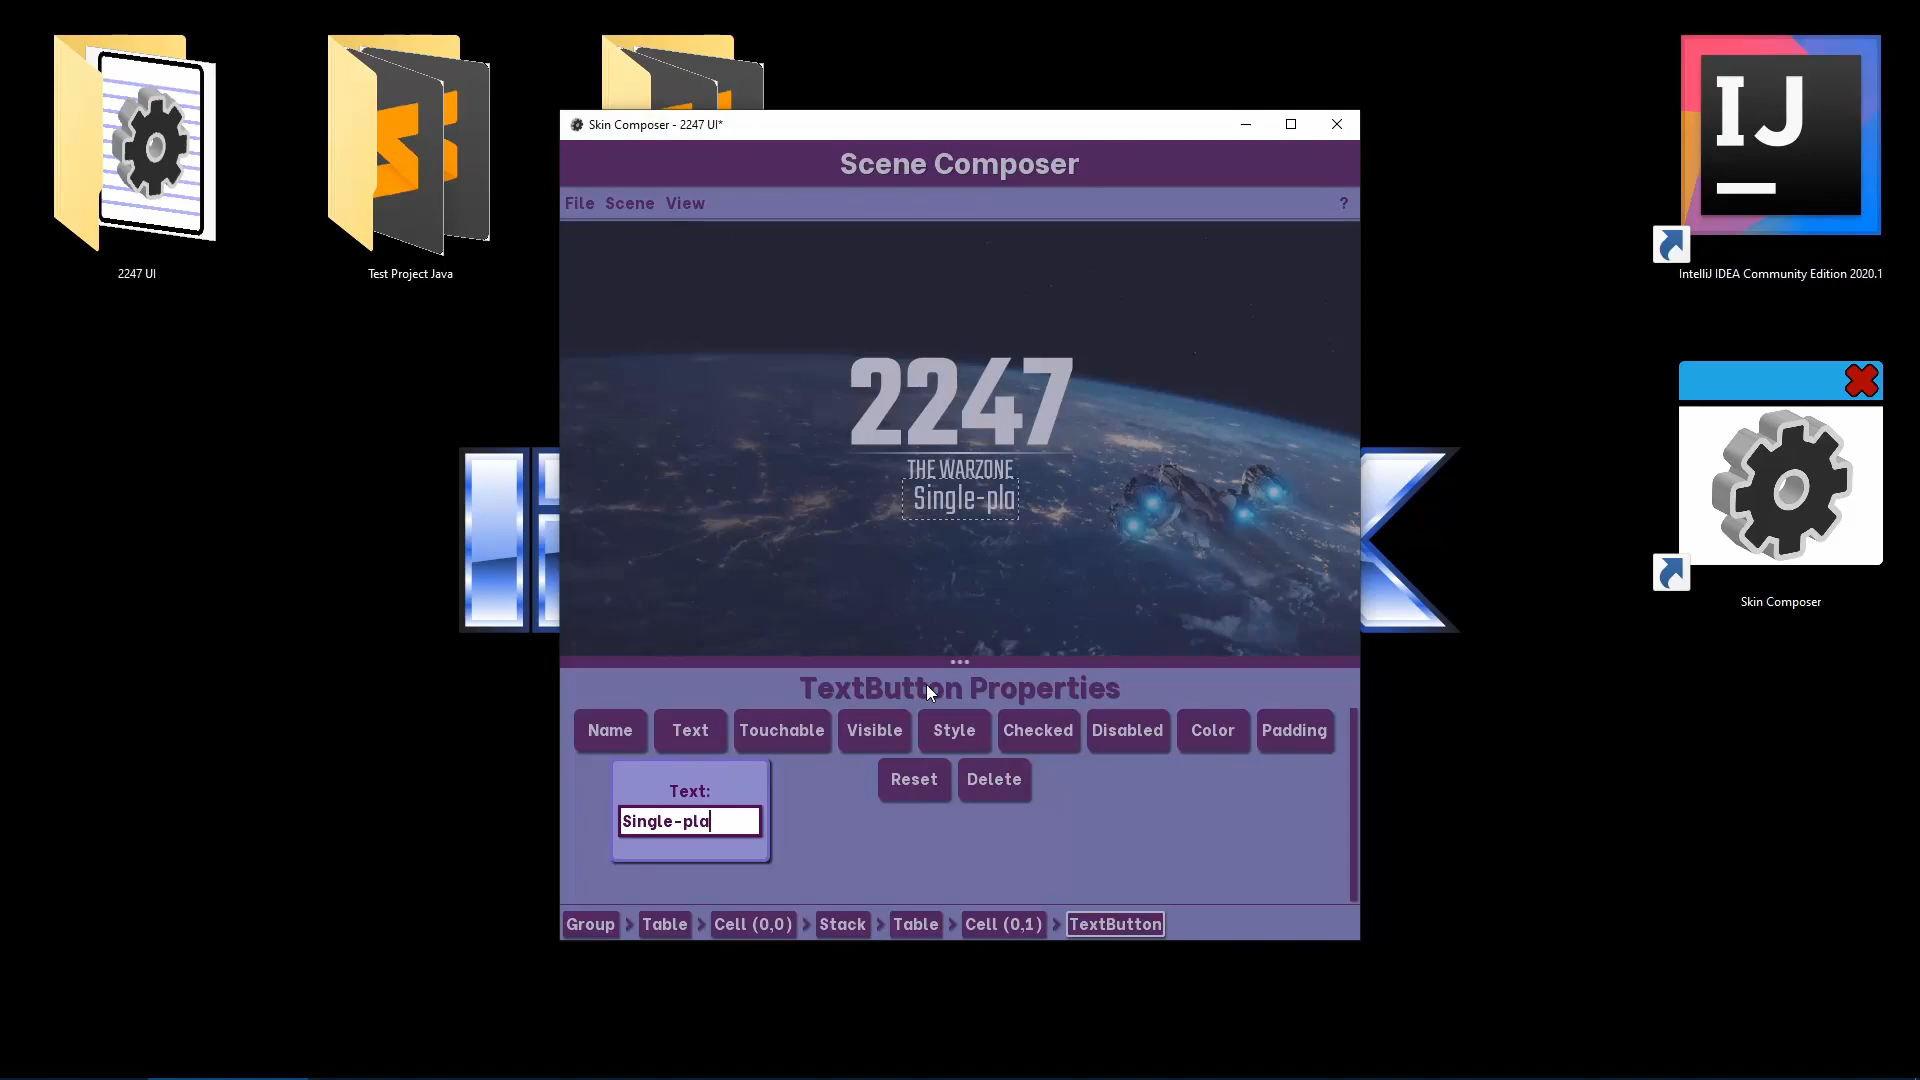 2247 UI
Test Project Java
IJ
IntelliJ IDEA Community Edition 2020.1
Skin Composer
Skin Composer - 2247 UI*
Scene Composer
File Scene View ?
2247
THE WARZONE
Single-pla
TextButton Properties
Name Text Touchable Visible Style Checked Disabled Color Padding
Reset Delete
Text:
Single-pla
Group Table Cell (0,0) Stack Table Cell (0,1) TextButton